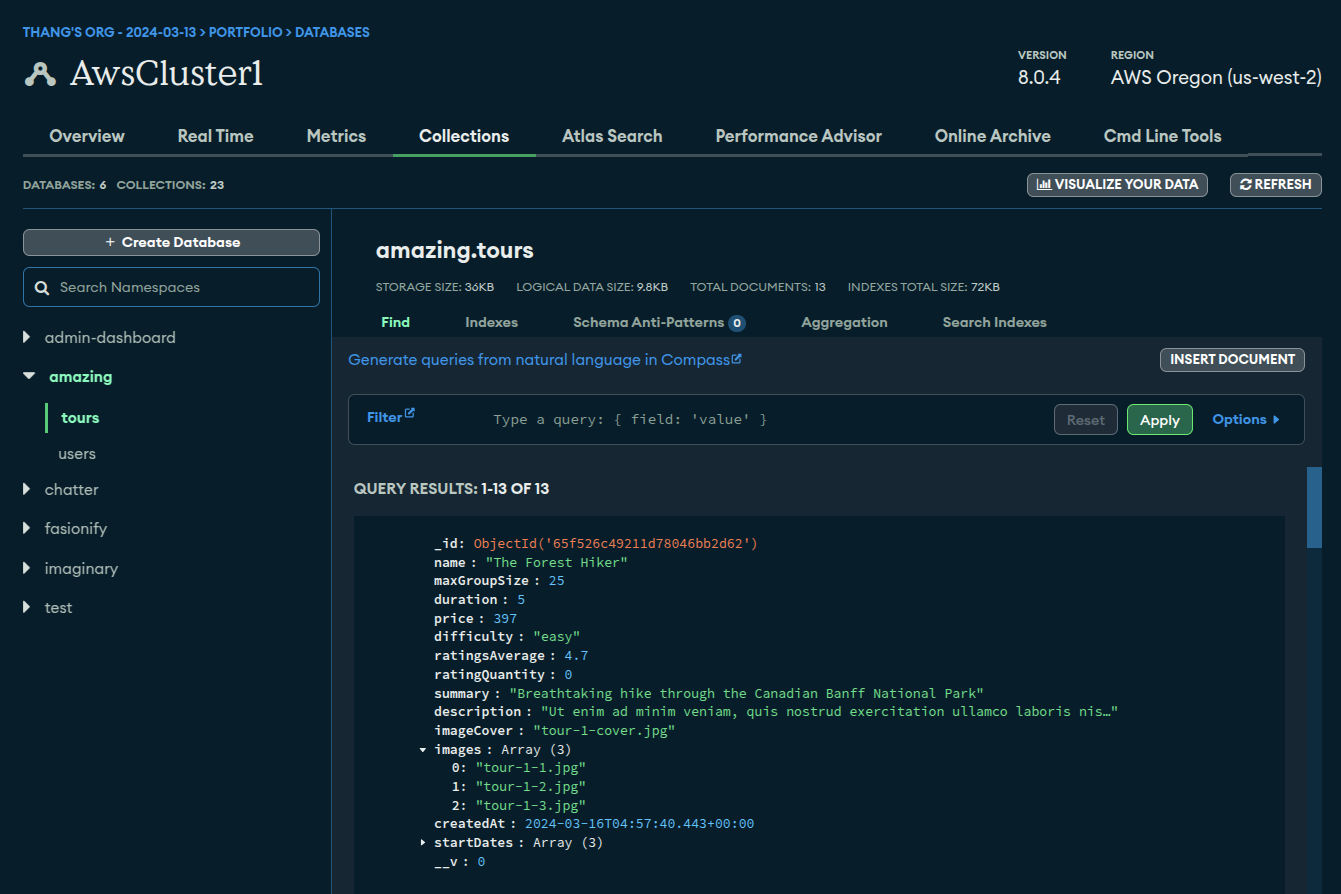 THANG'S ORG - 2024-03-13 > PORTFOLIO > DATABASES
AwsCluster1
VERSION
8.0.4
REGION
AWS Oregon (us-west-2)
Overview Real Time Metrics Collections Atlas Search Performance Advisor Online Archive Cmd Line Tools
DATABASES: 6 COLLECTIONS: 23
VISUALIZE YOUR DATA
REFRESH
+ Create Database
Search Namespaces
admin-dashboard
amazing
tours
users
chatter
fasionify
imaginary
test
amazing.tours
STORAGE SIZE: 36KB LOGICAL DATA SIZE: 9.8KB TOTAL DOCUMENTS: 13 INDEXES TOTAL SIZE: 72KB
Find Indexes Schema Anti-Patterns 0 Aggregation Search Indexes
Generate queries from natural language in Compass
INSERT DOCUMENT
Filter Type a query: { field: 'value' } Reset Apply Options
QUERY RESULTS: 1-13 OF 13
_id: ObjectId('65f526c49211d78046bb2d62')
name : "The Forest Hiker"
maxGroupSize : 25
duration : 5
price : 397
difficulty : "easy"
ratingsAverage : 4.7
ratingQuantity : 0
summary : "Breathtaking hike through the Canadian Banff National Park"
description : "Ut enim ad minim veniam, quis nostrud exercitation ullamco laboris nis…"
imageCover : "tour-1-cover.jpg"
images : Array (3)
0: "tour-1-1.jpg"
1: "tour-1-2.jpg"
2: "tour-1-3.jpg"
createdAt : 2024-03-16T04:57:40.443+00:00
startDates : Array (3)
__v : 0